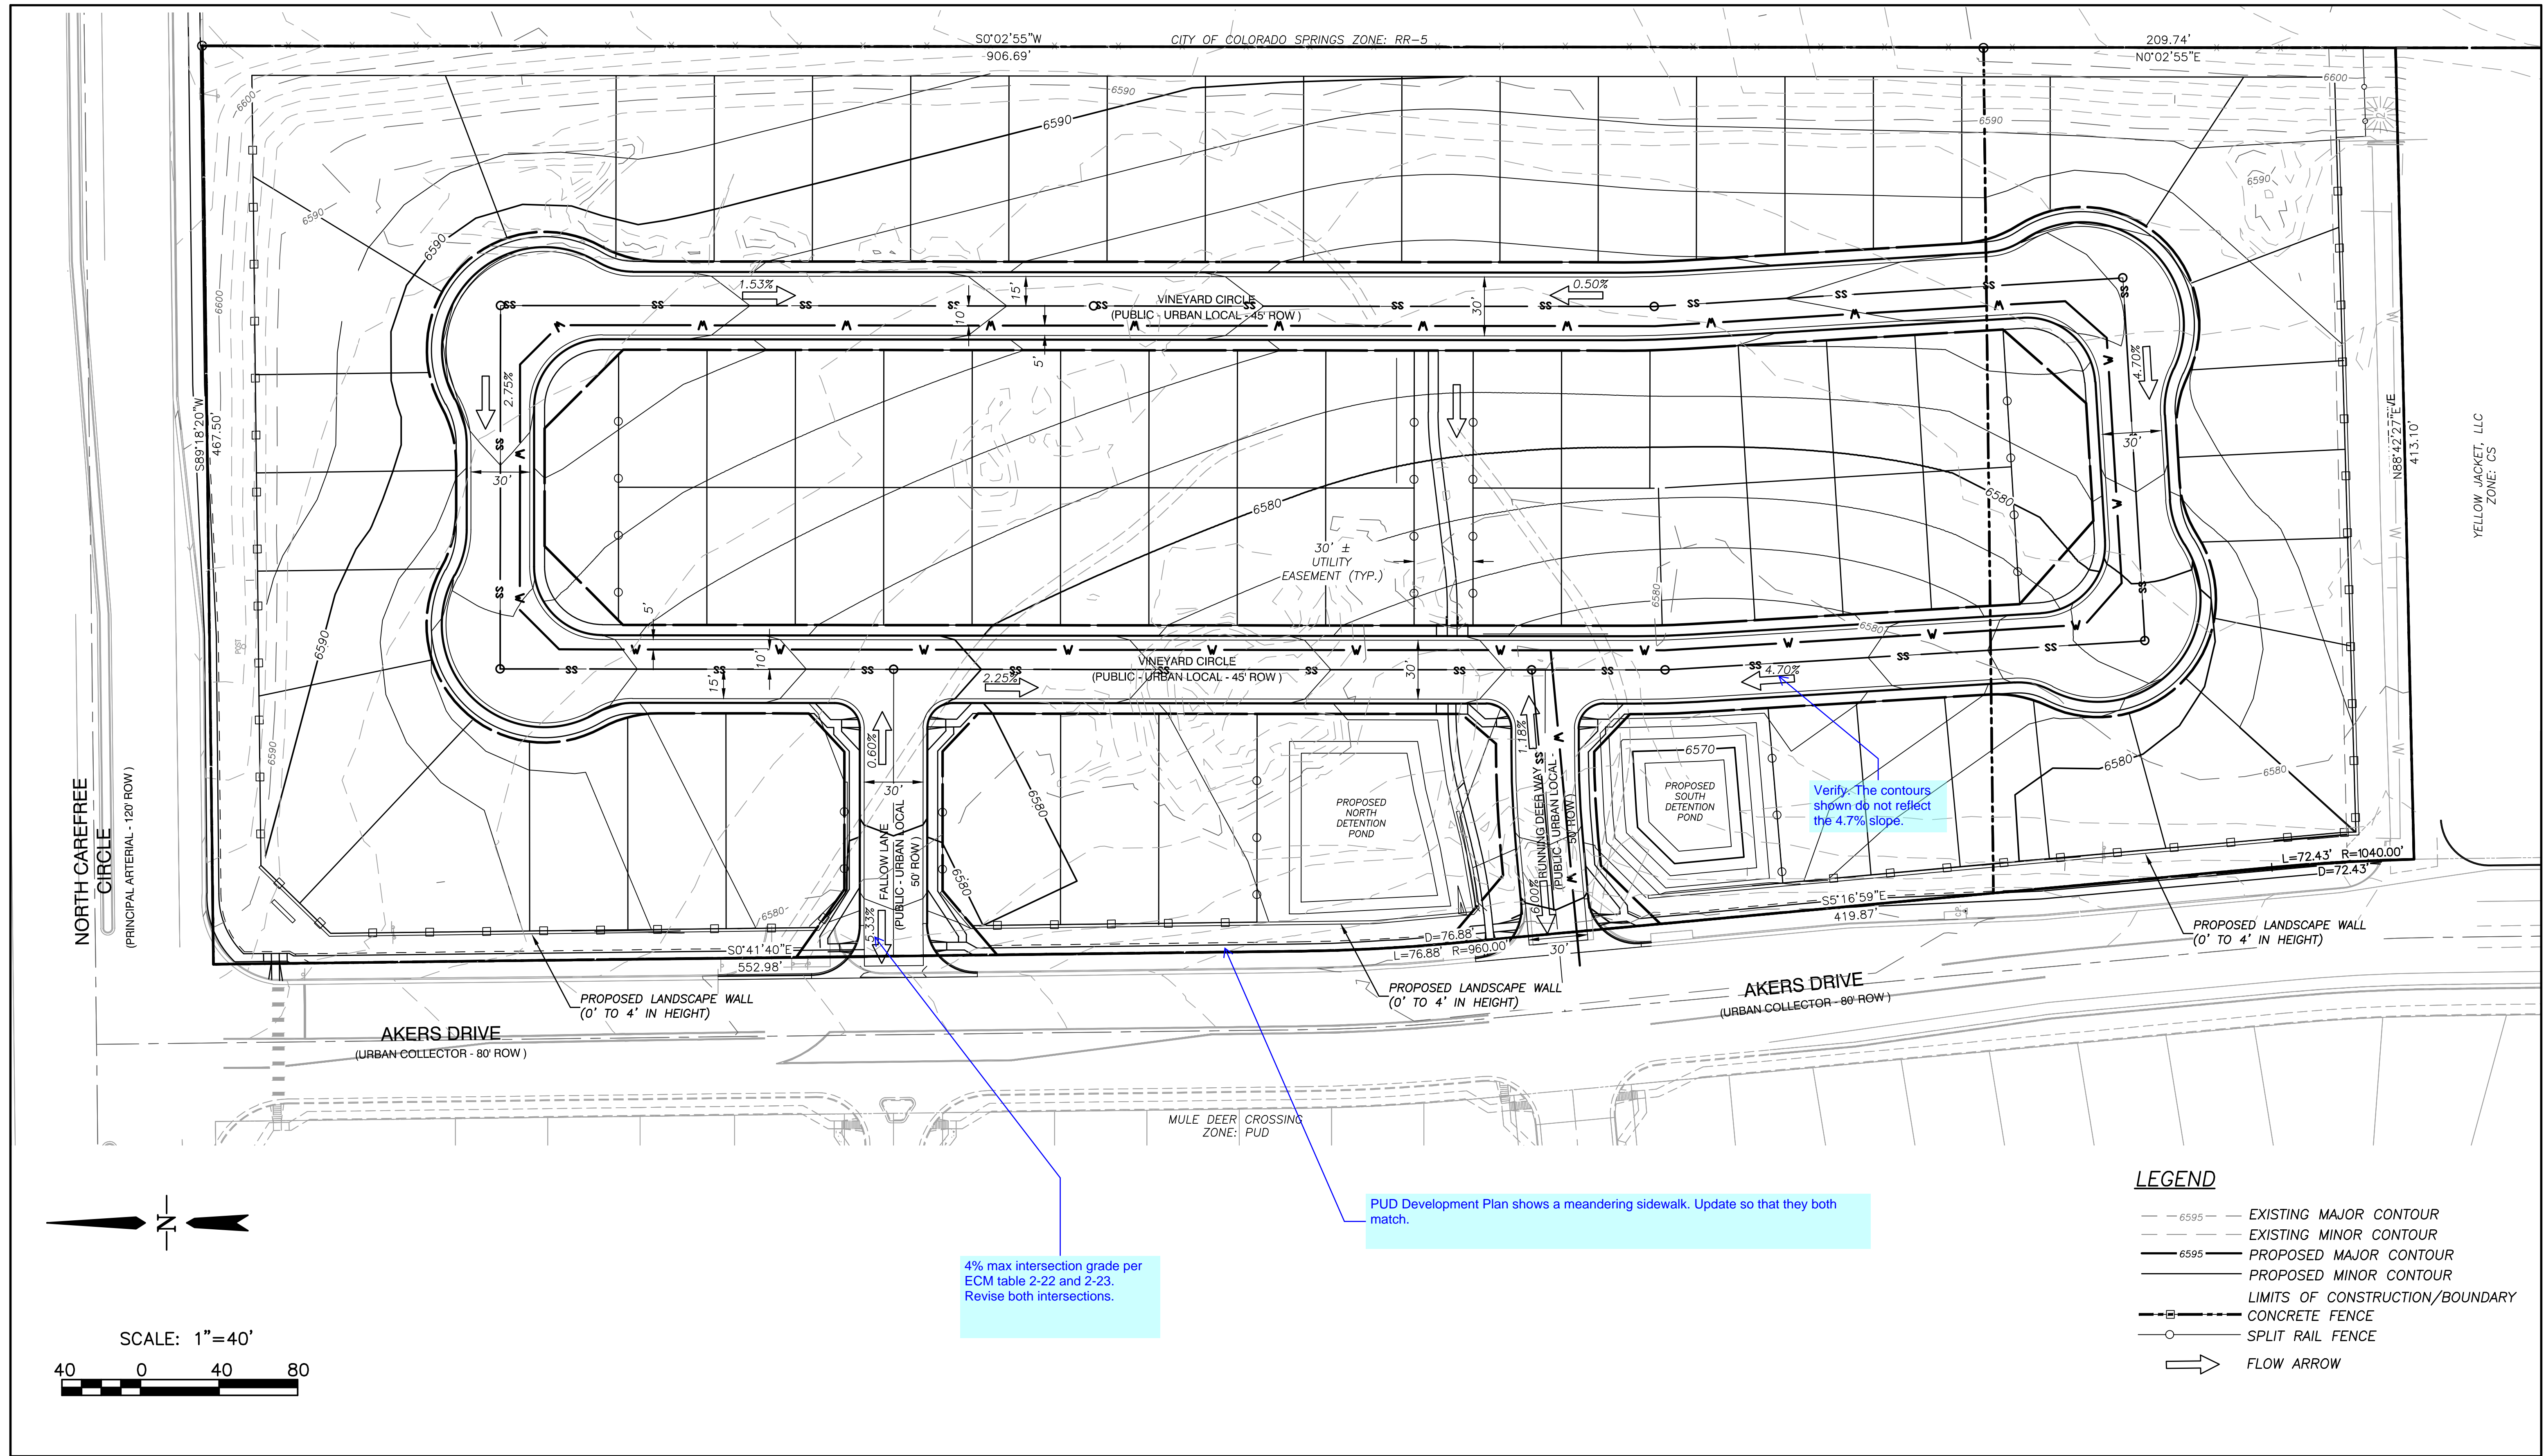 S0°02'55"W
906.69'
CITY OF COLORADO SPRINGS ZONE: RR-5
209.74'
N0°02'55"E
6600
6600
6590
6590
6590
6590
6590
6590
6600
1.53%
SS
15'
10'
VINEYARD CIRCLE
(PUBLIC - URBAN LOCAL - 45' ROW )
5'
30'
0.50%
W
2.75%
4.70%
30'
30'
S89°18'20"W
467.50'
N88°42'27"E
413.10'
YELLOW JACKET, LLC
ZONE: CS
6580
6580
30' ±
UTILITY
EASEMENT (TYP.)
6580
6580
6590
POST
6590
5'
10'
15'
VINEYARD CIRCLE
(PUBLIC - URBAN LOCAL - 45' ROW )
2.25%
30'
4.70%
0.60%
30'
FALLOW LANE
(PUBLIC - URBAN LOCAL
50' ROW )
5.33%
6580
6580
6580
PROPOSED
NORTH
DETENTION
POND
1.18%
RUNNING DEER WAY
(PUBLIC - URBAN LOCAL -
50' ROW )
6.00%
30'
6570
PROPOSED
SOUTH
DETENTION
POND
Verify. The contours
shown do not reflect
the 4.7% slope.
6580
6580
L=72.43' R=1040.00'
D=72.43'
S5°16'59"E
419.87'
S0°41'40"E
552.98'
D=76.88'
L=76.88' R=960.00'
PROPOSED LANDSCAPE WALL
(0' TO 4' IN HEIGHT)
PROPOSED LANDSCAPE WALL
(0' TO 4' IN HEIGHT)
PROPOSED LANDSCAPE WALL
(0' TO 4' IN HEIGHT)
NORTH CAREFREE
CIRCLE
(PRINCIPAL ARTERIAL - 120' ROW )
AKERS DRIVE
(URBAN COLLECTOR - 80' ROW )
AKERS DRIVE
(URBAN COLLECTOR - 80' ROW )
MULE DEER CROSSING
ZONE: PUD
PUD Development Plan shows a meandering sidewalk. Update so that they both
match.
4% max intersection grade per
ECM table 2-22 and 2-23.
Revise both intersections.
N
SCALE: 1"=40'
40 0 40 80
LEGEND
6595 EXISTING MAJOR CONTOUR
EXISTING MINOR CONTOUR
6595 PROPOSED MAJOR CONTOUR
PROPOSED MINOR CONTOUR
LIMITS OF CONSTRUCTION/BOUNDARY
CONCRETE FENCE
SPLIT RAIL FENCE
FLOW ARROW